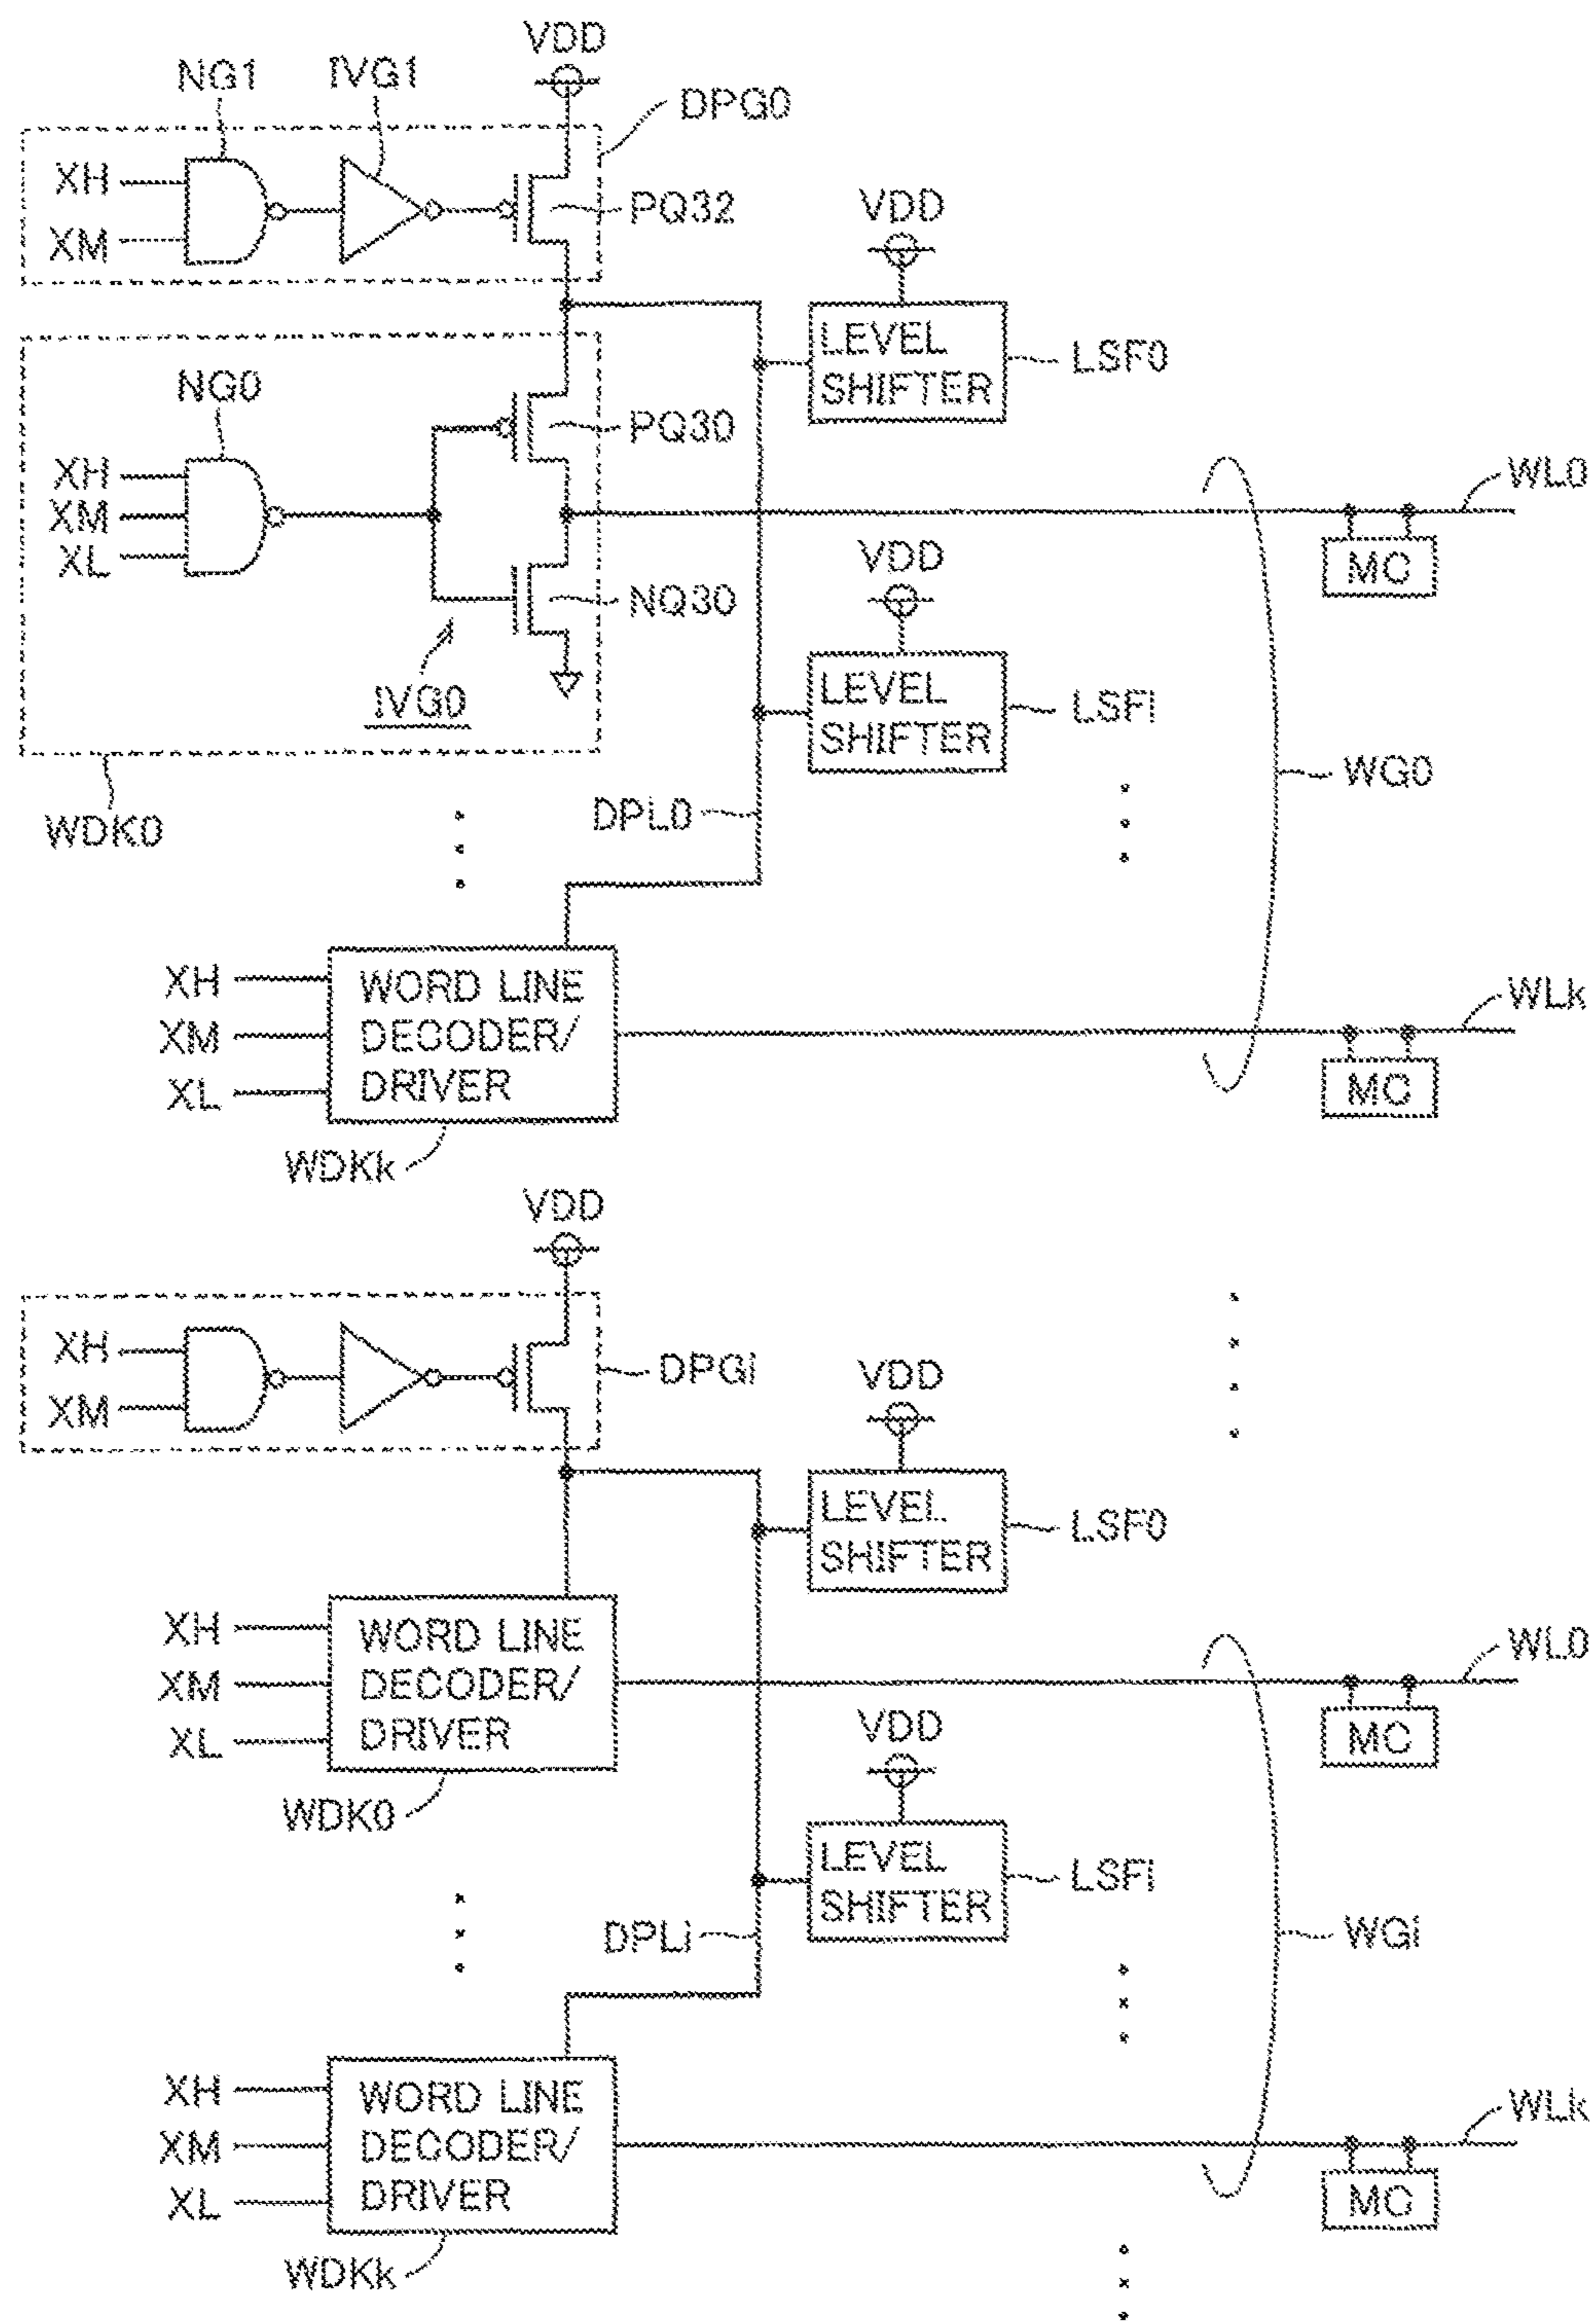 VDD
NG1
IVG1
DPG0
XH
XM
PQ32
VDD
LEVEL
SHIFTER
LSF0
NG0
PQ30
XH
XM
XL
WL0
MC
VDD
NQ30
LEVEL
SHIFTER
LSFi
IVG0
WG0
DPL0
WDK0
XH
XM
XL
WORD LINE
DECODER/
DRIVER
WLk
MC
WDKk
VDD
XH
XM
DPGi
VDD
LEVEL
SHIFTER
LSF0
XH
XM
XL
WORD LINE
DECODER/
DRIVER
WL0
MC
VDD
WDK0
LEVEL
SHIFTER
LSFi
DPLi
WGi
XH
XM
XL
WORD LINE
DECODER/
DRIVER
WLk
MC
WDKk